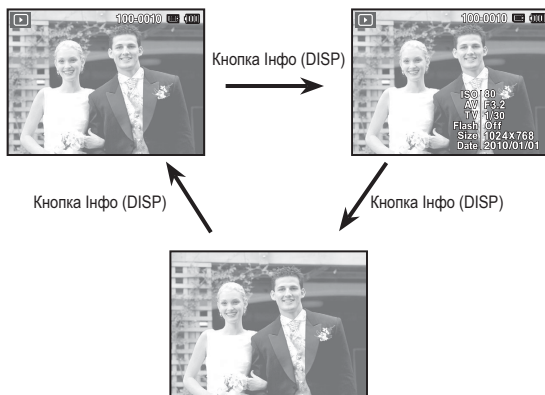 100-0010
100-0010
Кнопка Інфо (DISP)
ISO 80
AV F3.2
TV 1/30
Flash Off
Size 1024X768
Date 2010/01/01
Кнопка Інфо (DISP)
Кнопка Інфо (DISP)